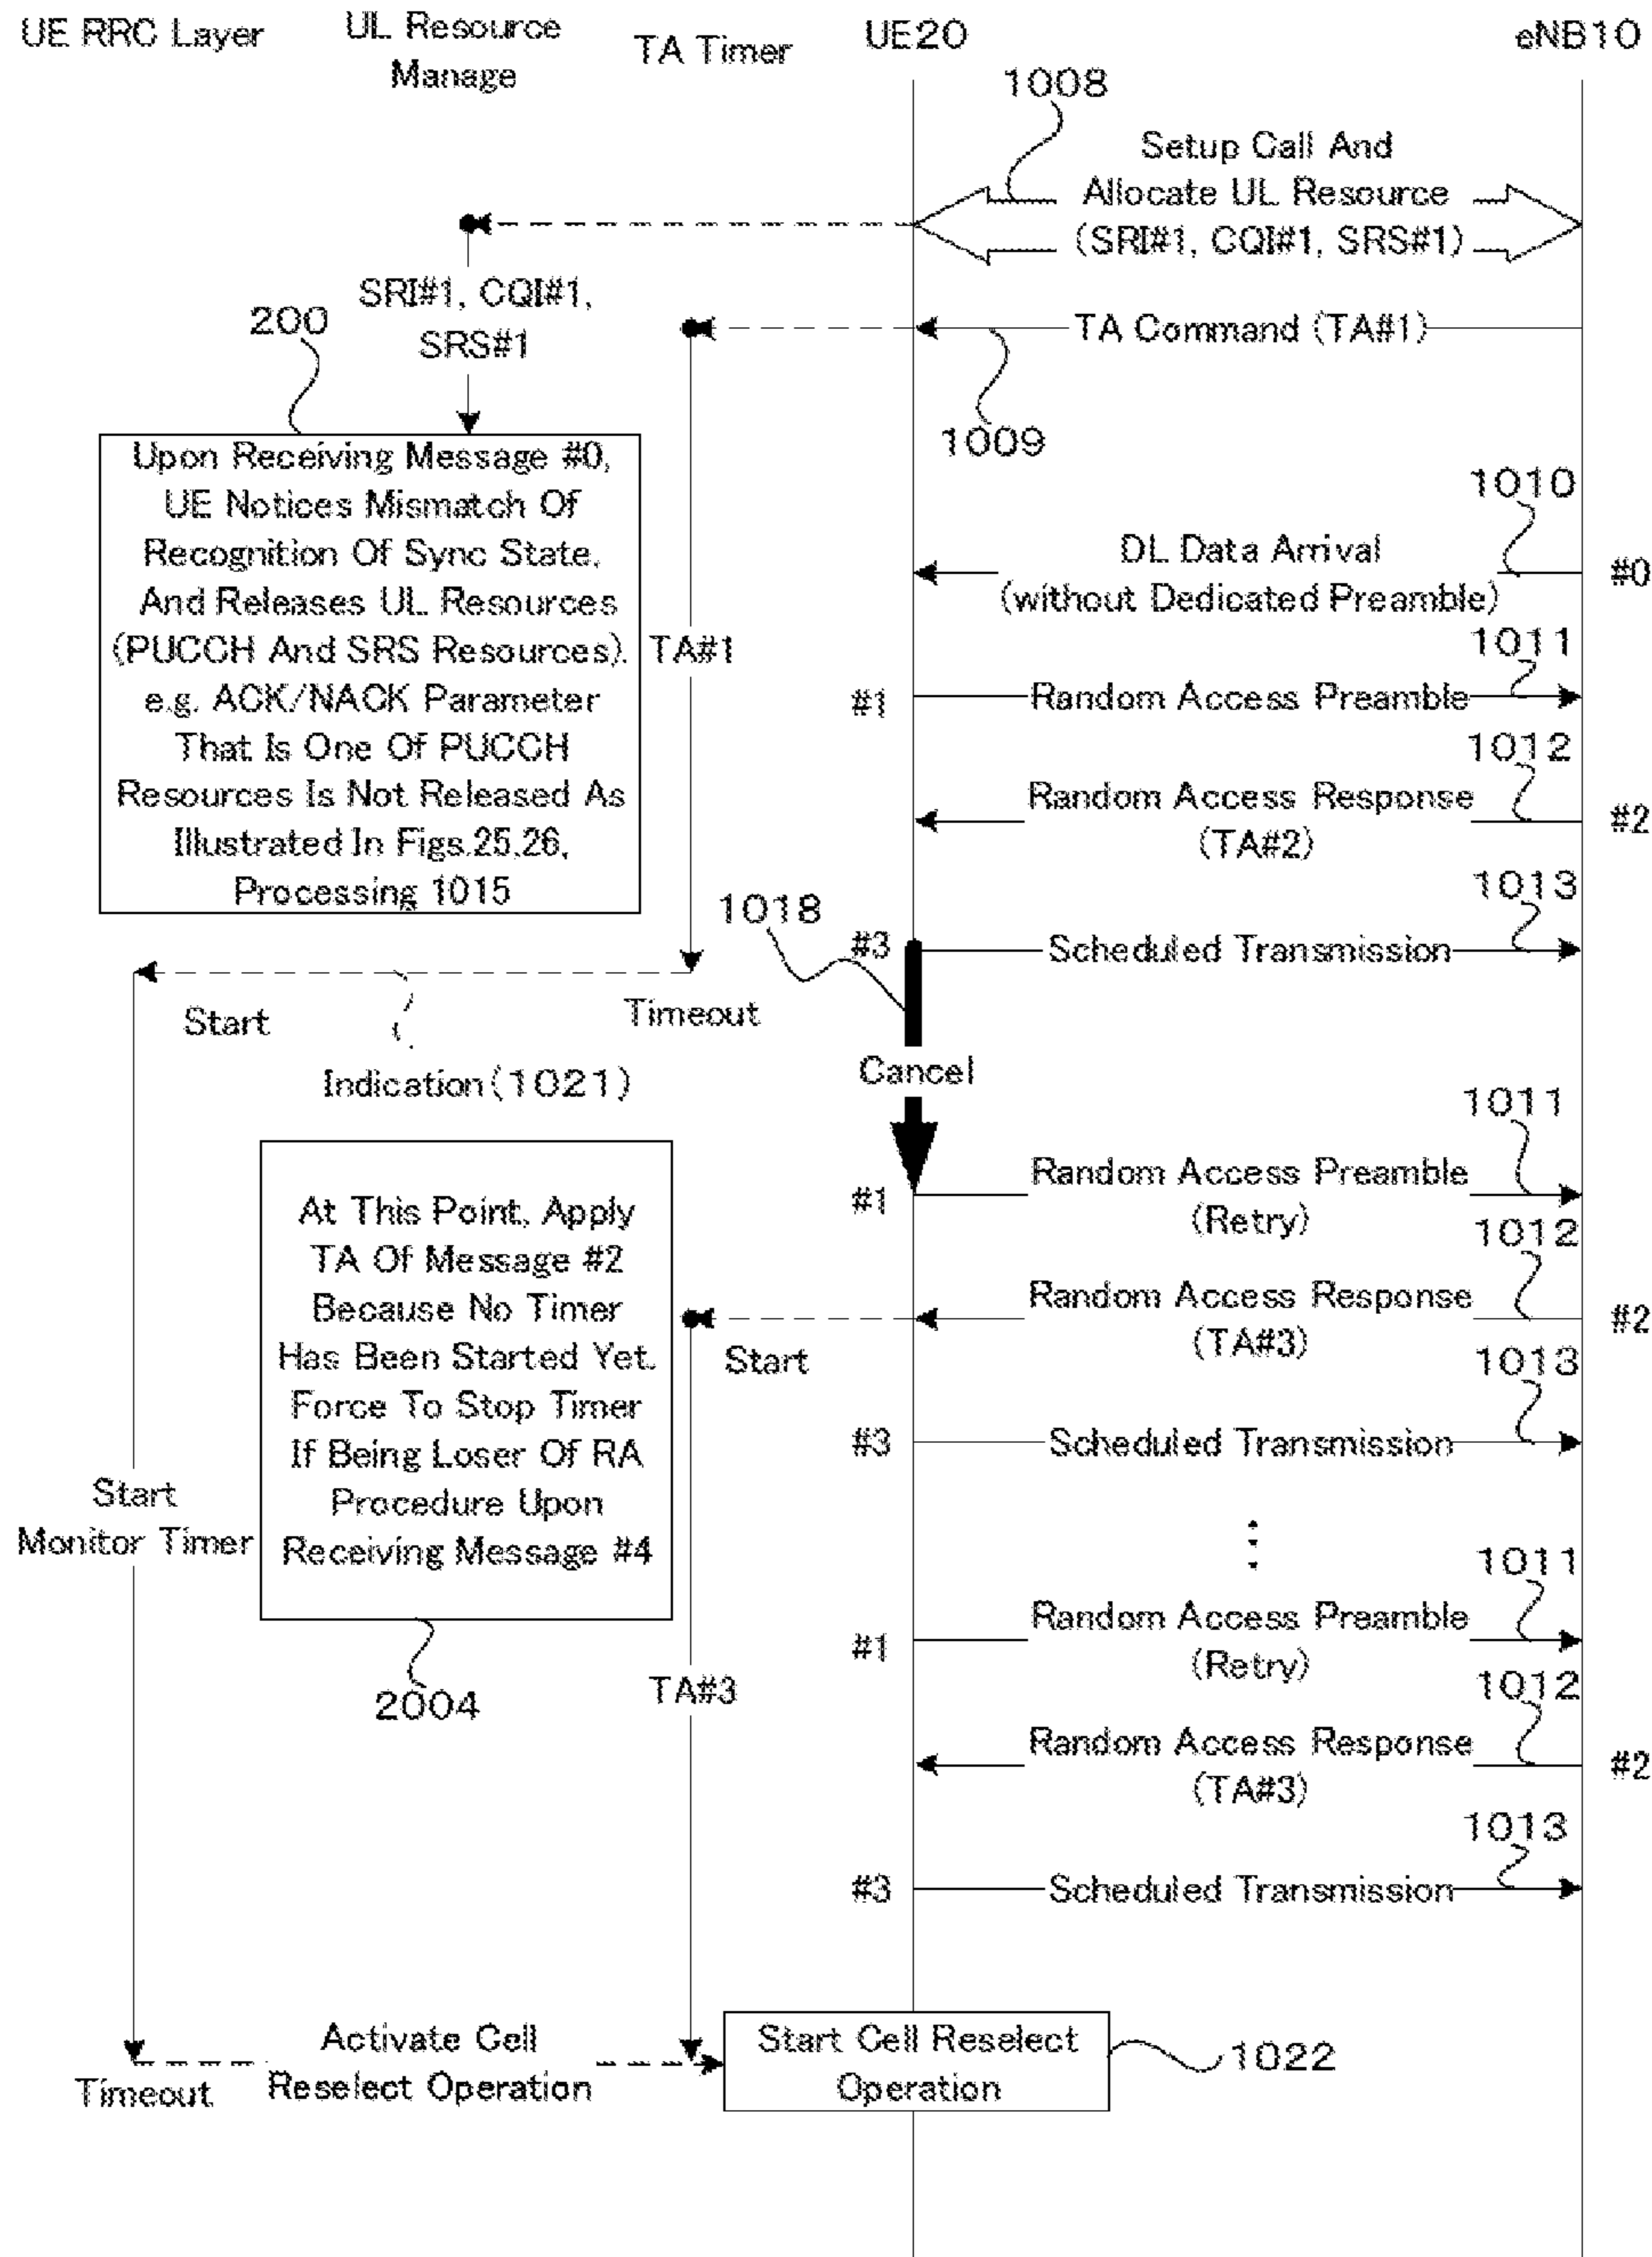 UE RRC Layer
UL Resource
Manage
TA Timer
UE20
eNB10
1008
Setup Call And
Allocate UL Resource
(SRI#1, CQI#1, SRS#1)
SRI#1, CQI#1,
SRS#1
200
TA Command (TA#1)
1009
Upon Receiving Message #0,
UE Notices Mismatch Of
Recognition Of Sync State,
And Releases UL Resources
(PUCCH And SRS Resources).
e.g. ACK/NACK Parameter
That Is One Of PUCCH
Resources Is Not Released As
Illustrated In Figs.25,26,
Processing 1015
TA#1
1010
DL Data Arrival
(without Dedicated Preamble)
#0
1011
#1
Random Access Preamble
1012
Random Access Response
(TA#2)
#2
1013
1018
#3
Scheduled Transmission
Start
Timeout
Indication(1021)
Cancel
1011
#1
Random Access Preamble
(Retry)
At This Point, Apply
TA Of Message #2
Because No Timer
Has Been Started Yet.
Force To Stop Timer
If Being Loser Of RA
Procedure Upon
Receiving Message #4
2004
1012
Random Access Response
(TA#3)
#2
Start
1013
#3
Scheduled Transmission
Start
Monitor Timer
1011
#1
Random Access Preamble
(Retry)
TA#3
1012
Random Access Response
(TA#3)
#2
1013
#3
Scheduled Transmission
Timeout
Activate Cell
Reselect Operation
Start Cell Reselect
Operation
1022